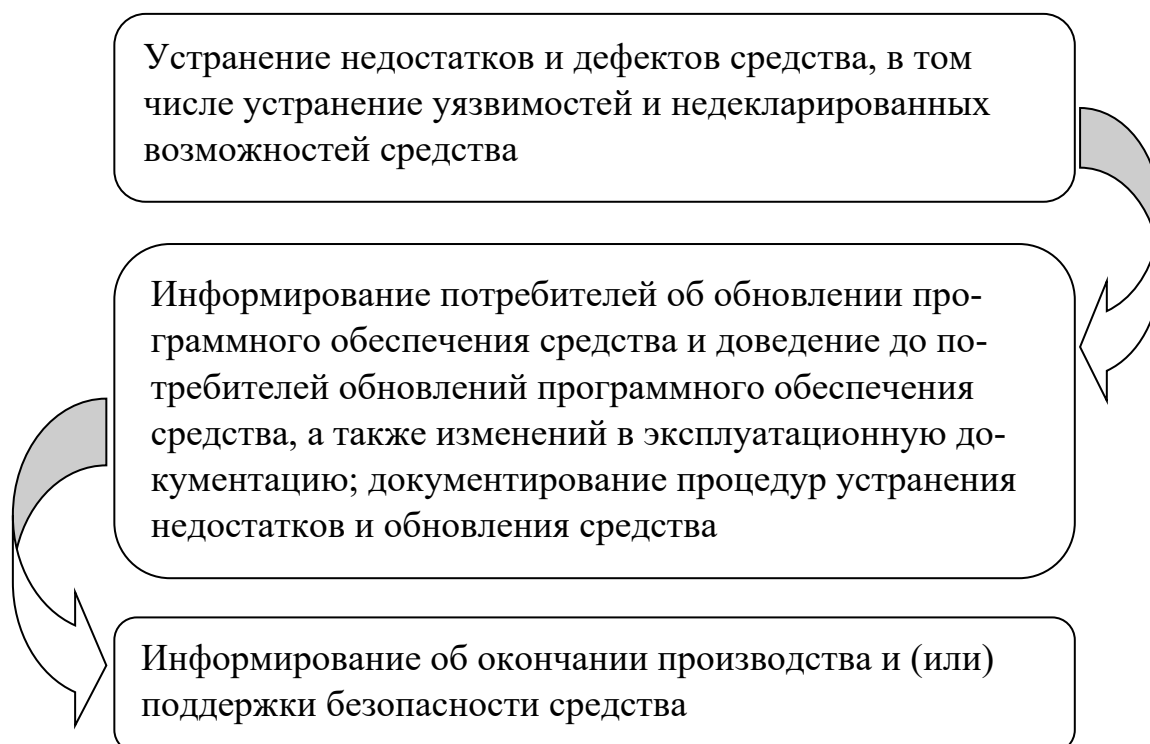 Устранение недостатков и дефектов средства, в том
числе устранение уязвимостей и недекларированных
возможностей средства
Информирование потребителей об обновлении про-
граммного обеспечения средства и доведение до по-
требителей обновлений программного обеспечения
средства, а также изменений в эксплуатационную до-
кументацию; документирование процедур устранения
недостатков и обновления средства
Информирование об окончании производства и (или)
поддержки безопасности средства